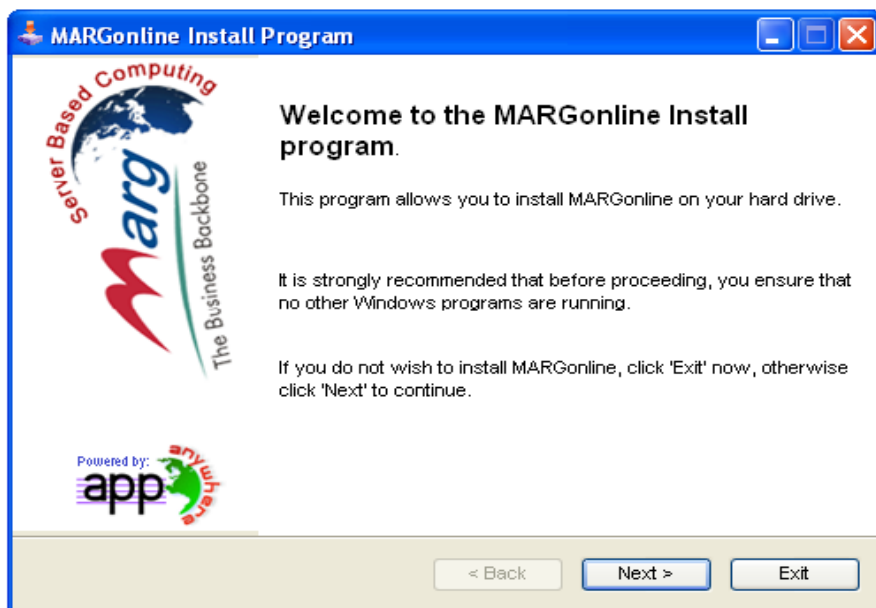 MARGonline Install Program
Server Based Computing
Marg
The Business Backbone
Welcome to the MARGonline Install
program.
This program allows you to install MARGonline on your hard drive.
It is strongly recommended that before proceeding, you ensure that
no other Windows programs are running.
If you do not wish to install MARGonline, click 'Exit' now, otherwise
click 'Next' to continue.
Powered by:
app
anywhere
< Back
Next >
Exit